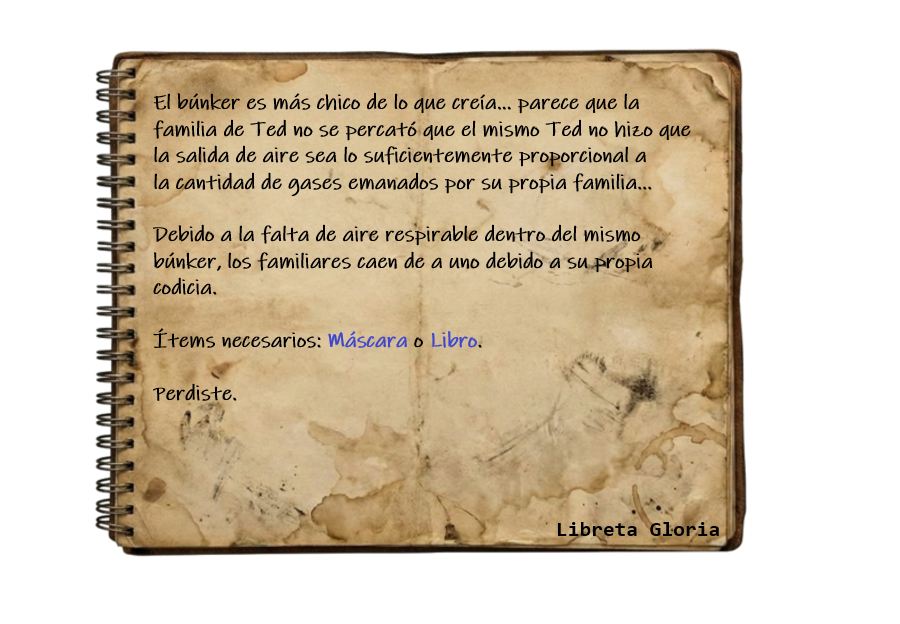 El búnker es más chico de lo que creía... parece que la
familia de Ted no se percató que el mismo Ted no hizo que
la salida de aire sea lo suficientemente proporcional a
la cantidad de gases emanados por su propia familia...
Debido a la falta de aire respirable dentro del mismo
búnker, los familiares caen de a uno debido a su propia
codicia.
Ítems necesarios: Máscara o Libro.
Perdiste.
Libreta Gloria